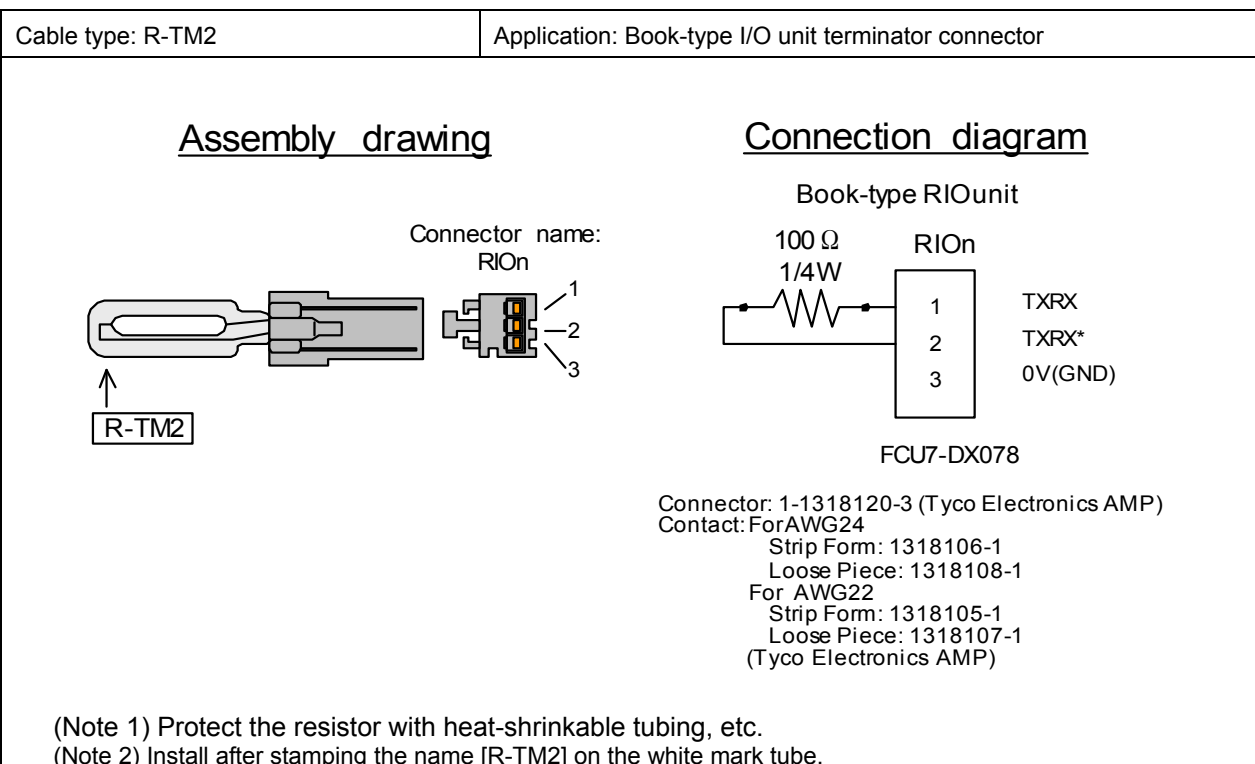 Cable type: R-TM2
Application: Book-type I/O unit terminator connector
Assembly drawing
Connector name:
RIOn
1
2
3
R-TM2
Connection diagram
Book-type RIO unit
100 Ω
1/4W
RIOn
1 TXRX
2 TXRX*
3 0V(GND)
FCU7-DX078
Connector: 1-1318120-3 (Tyco Electronics AMP)
Contact: For AWG24
Strip Form: 1318106-1
Loose Piece: 1318108-1
For AWG22
Strip Form: 1318105-1
Loose Piece: 1318107-1
(Tyco Electronics AMP)
(Note 1) Protect the resistor with heat-shrinkable tubing, etc.
(Note 2) Install after stamping the name [R-TM2] on the white mark tube.